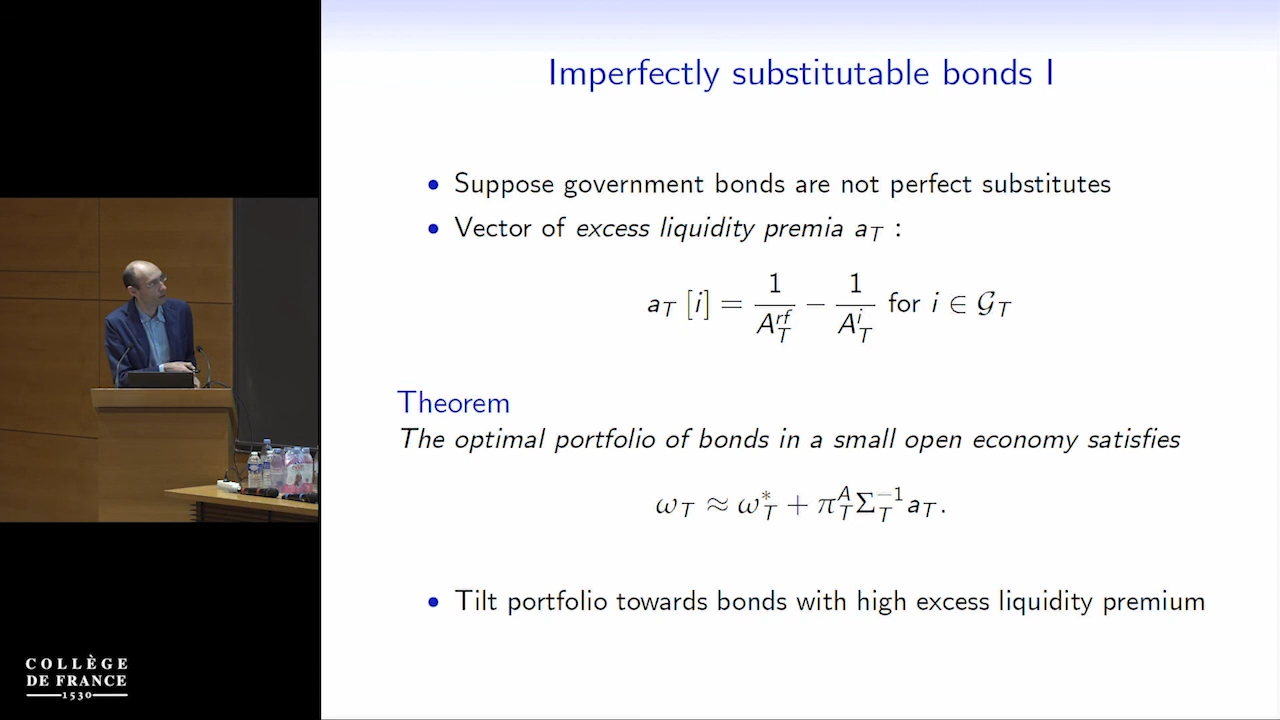 Imperfectly substitutable bonds I
• Suppose government bonds are not perfect substitutes
• Vector of excess liquidity premia a_T :
a_T [i] = 1/A_T^{rf} − 1/A_T^i for i ∈ 𝒢_T
Theorem
The optimal portfolio of bonds in a small open economy satisfies
ω_T ≈ ω_T^* + π_T^A Σ_T^{−1} a_T.
• Tilt portfolio towards bonds with high excess liquidity premium
COLLÈGE
DE FRANCE
1530